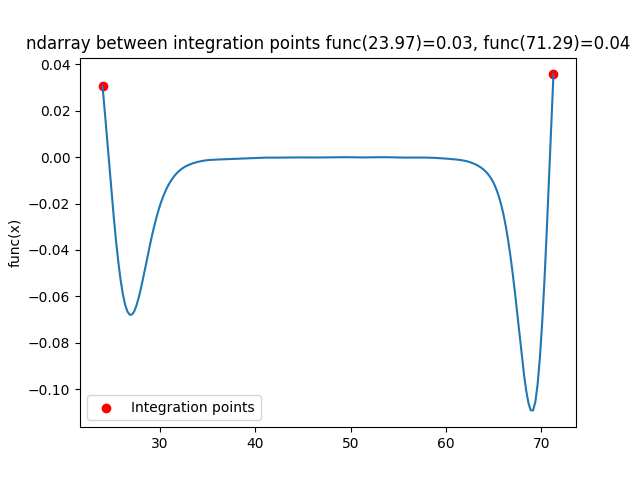 ndarray between integration points func(23.97)=0.03, func(71.29)=0.04
0.04
0.02
0.00
−0.02
−0.04
−0.06
−0.08
−0.10
func(x)
Integration points
30 40 50 60 70